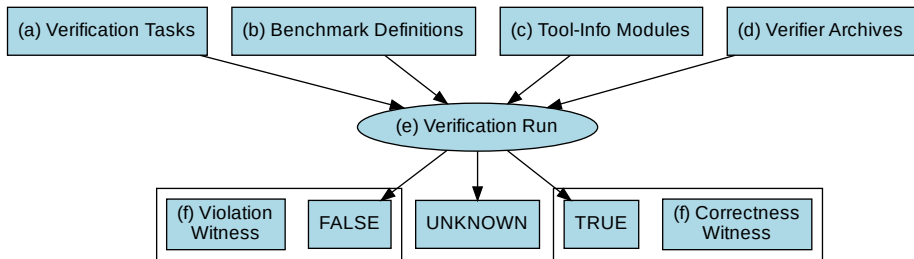 (a) Verification Tasks
(b) Benchmark Definitions
(c) Tool-Info Modules
(d) Verifier Archives
(e) Verification Run
(f) Violation
Witness
FALSE
UNKNOWN
TRUE
(f) Correctness
Witness